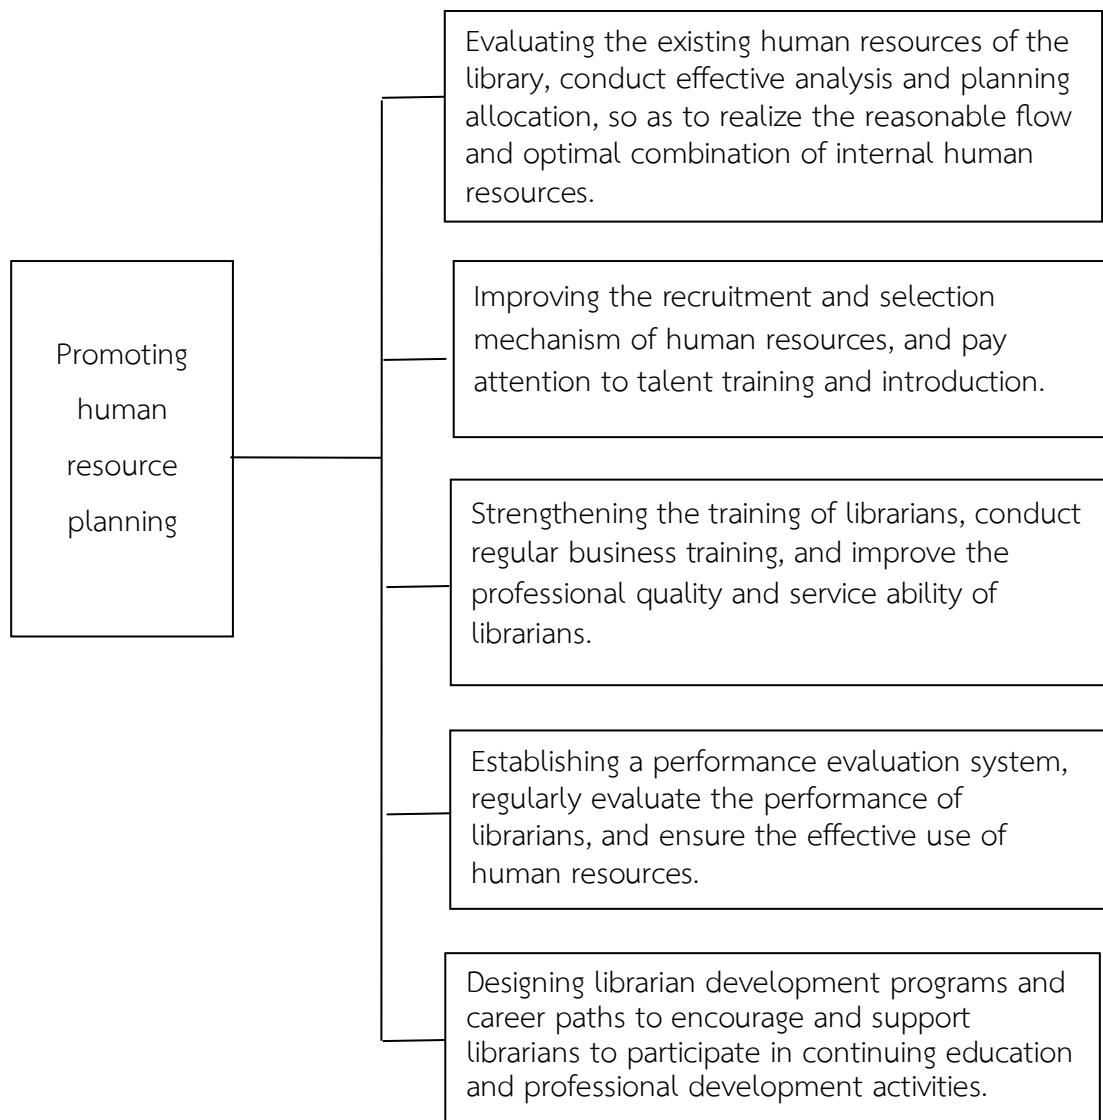 Promoting
human
resource
planning
Evaluating the existing human resources of the
library, conduct effective analysis and planning
allocation, so as to realize the reasonable flow
and optimal combination of internal human
resources.
Improving the recruitment and selection
mechanism of human resources, and pay
attention to talent training and introduction.
Strengthening the training of librarians, conduct
regular business training, and improve the
professional quality and service ability of
librarians.
Establishing a performance evaluation system,
regularly evaluate the performance of
librarians, and ensure the effective use of
human resources.
Designing librarian development programs and
career paths to encourage and support
librarians to participate in continuing education
and professional development activities.